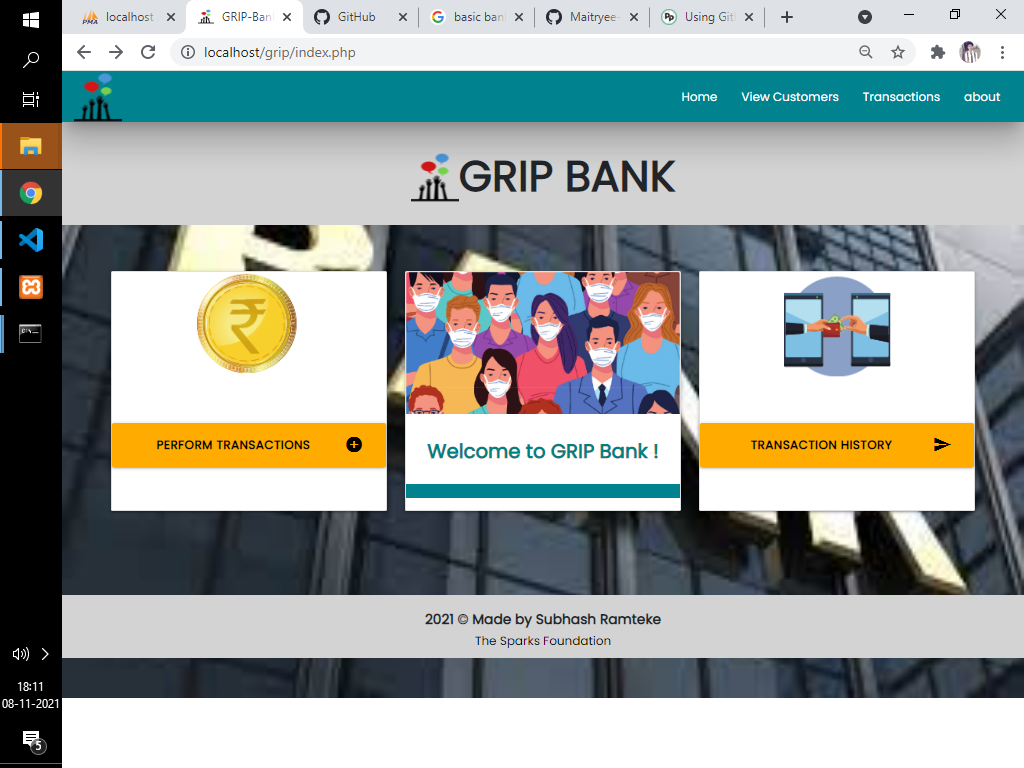 localhost
GRIP-Ban
GitHub
basic ban
Maitryee-
Using Git
localhost/grip/index.php
Home View Customers Transactions about
GRIP BANK
PERFORM TRANSACTIONS
Welcome to GRIP Bank !
TRANSACTION HISTORY
2021 © Made by Subhash Ramteke
The Sparks Foundation
18:11
08-11-2021
5